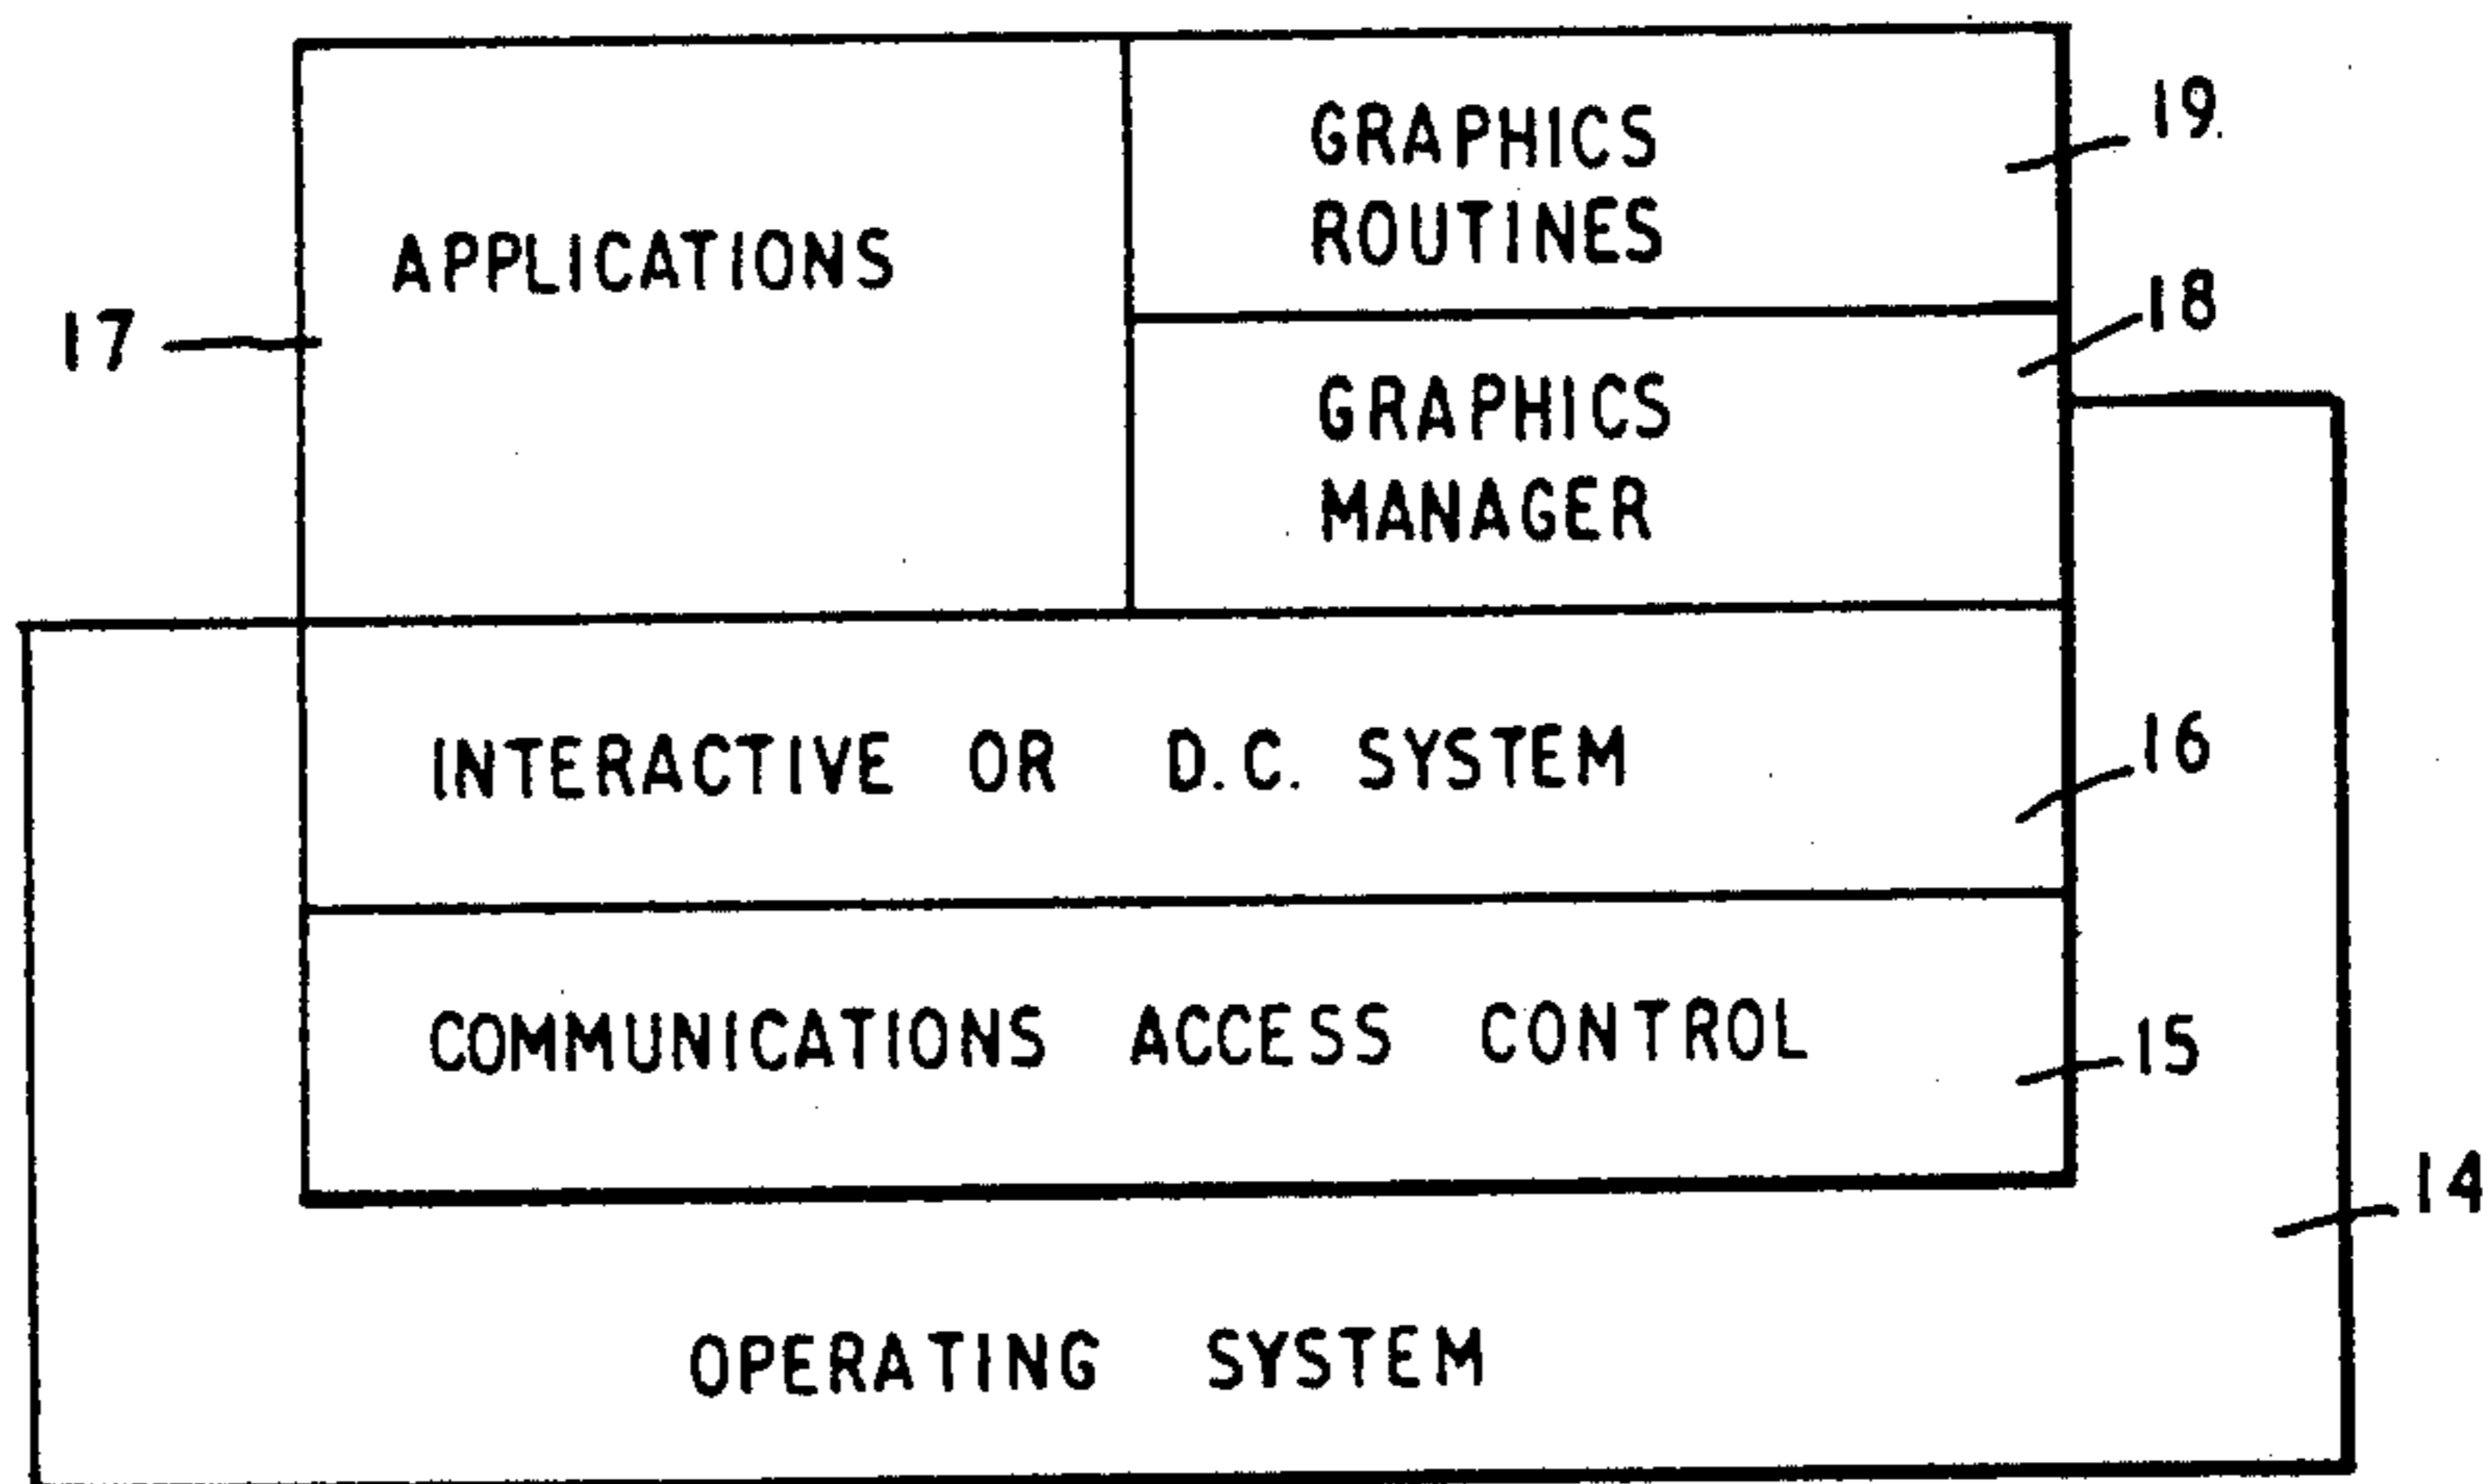 GRAPHICS
ROUTINES
19.
APPLICATIONS
17
18
GRAPHICS
MANAGER
INTERACTIVE OR D.C. SYSTEM
16
COMMUNICATIONS ACCESS CONTROL
15
14
OPERATING SYSTEM